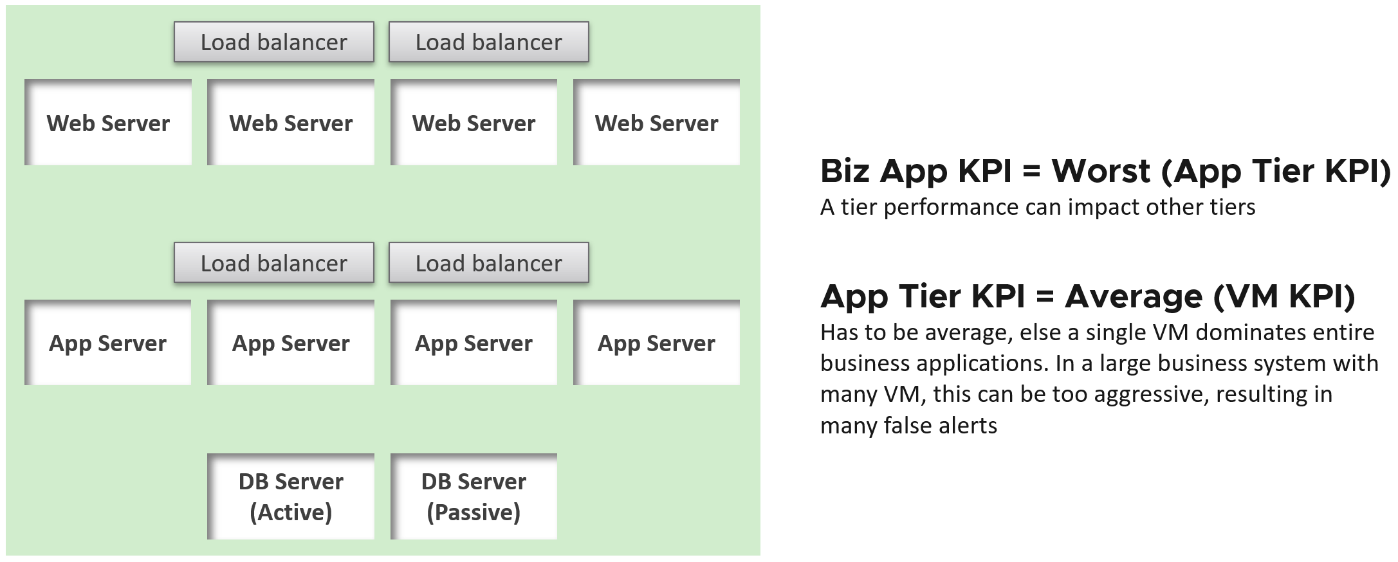 Load balancer Load balancer
Web Server Web Server Web Server Web Server
Load balancer Load balancer
App Server App Server App Server App Server
DB Server DB Server
(Active) (Passive)
Biz App KPI = Worst (App Tier KPI)
A tier performance can impact other tiers
App Tier KPI = Average (VM KPI)
Has to be average, else a single VM dominates entire
business applications. In a large business system with
many VM, this can be too aggressive, resulting in
many false alerts